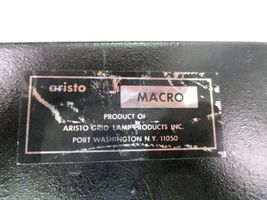 aristo
MACRO
PRODUCT OF
ARISTO GRID LAMP PRODUCTS INC.
PORT WASHINGTON N.Y. 11050